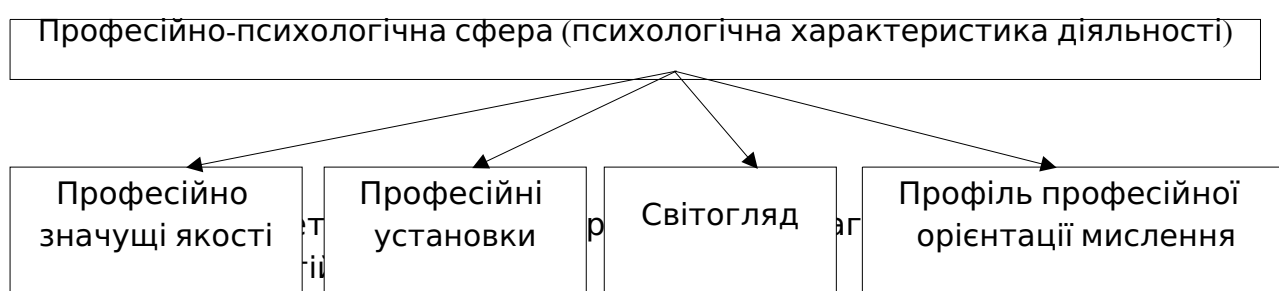 Професійно-психологічна сфера (психологічна характеристика діяльності)
Професійно
значущі якості
Професійні
установки
Світогляд
Профіль професійної
орієнтації мислення